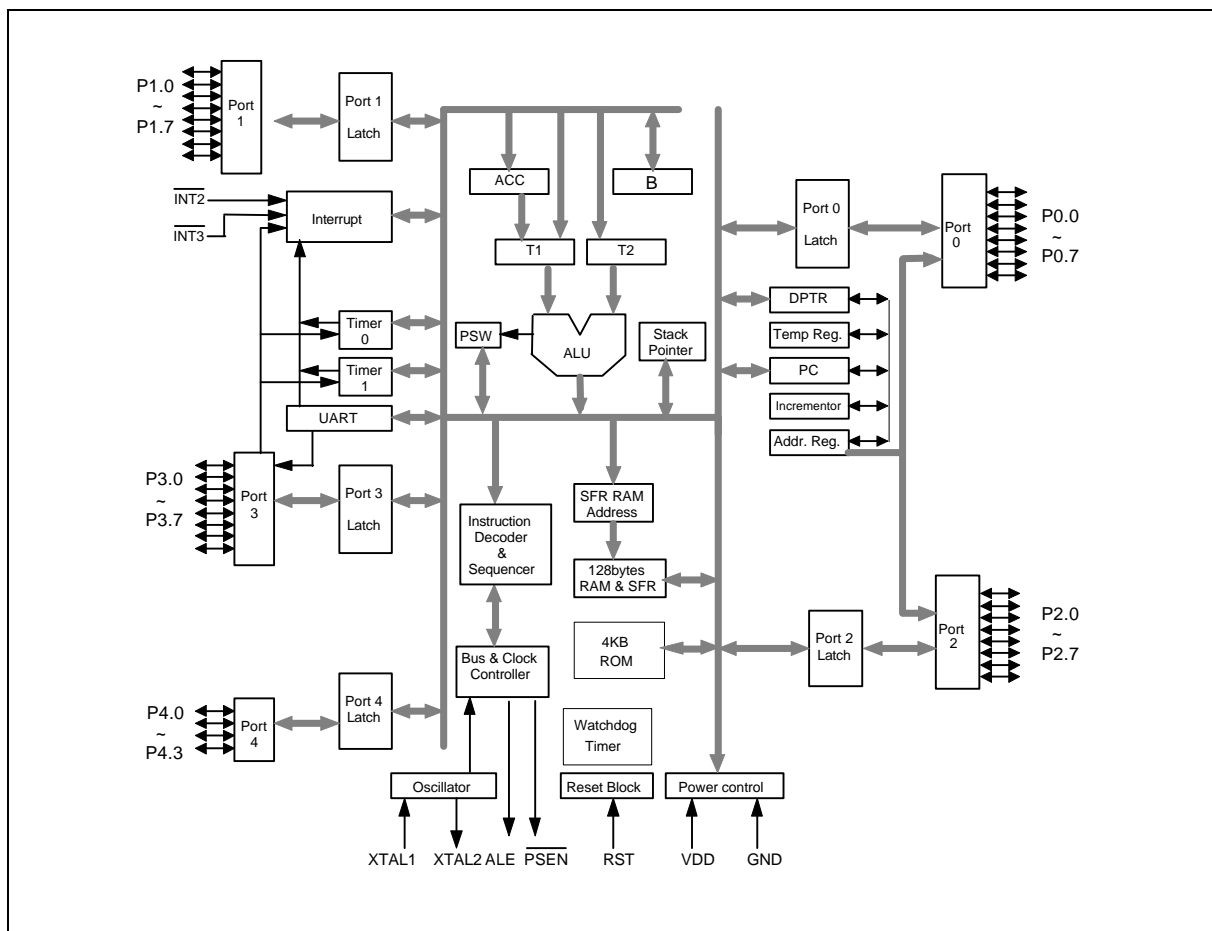 P1.0
~
P1.7
Port
1
Port 1
Latch
INT2
INT3
Interrupt
ACC
B
T1
T2
PSW
ALU
Stack
Pointer
Timer
0
Timer
1
UART
P3.0
~
P3.7
Port
3
Port 3
Latch
Instruction
Decoder
&
Sequencer
SFR RAM
Address
128bytes
RAM & SFR
4KB
ROM
Bus & Clock
Controller
Watchdog
Timer
P4.0
~
P4.3
Port
4
Port 4
Latch
Oscillator
Reset Block
Power control
XTAL1
XTAL2
ALE
PSEN
RST
VDD
GND
Port 0
Latch
Port
0
P0.0
~
P0.7
DPTR
Temp Reg.
PC
Incrementor
Addr. Reg.
Port 2
Latch
Port
2
P2.0
~
P2.7